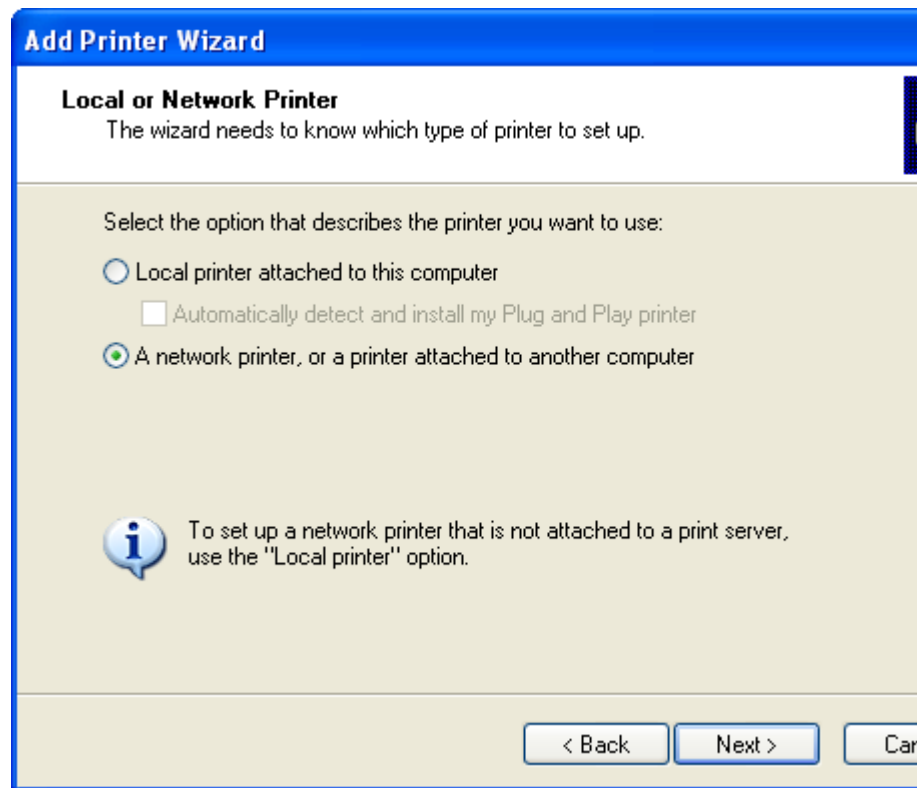 Add Printer Wizard
Local or Network Printer
The wizard needs to know which type of printer to set up.
Select the option that describes the printer you want to use:
Local printer attached to this computer
Automatically detect and install my Plug and Play printer
A network printer, or a printer attached to another computer
To set up a network printer that is not attached to a print server,
use the "Local printer" option.
< Back Next >